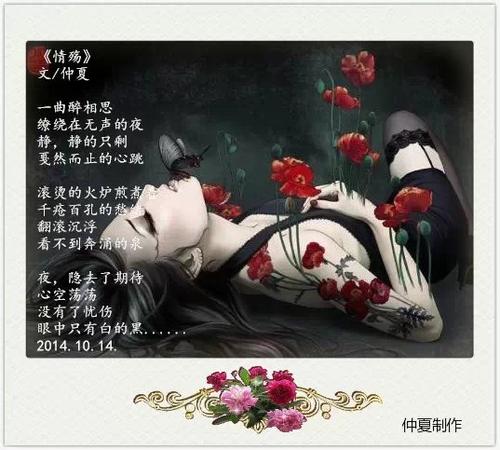 《情殇》
文/仲夏
一曲醉相思
缭绕在无声的夜
静，静的只剩
戛然而止的心跳
滚烫的火炉煎煮着
千疮百孔的愁绪
翻滚沉浮
看不到奔涌的泉
夜，隐去了期待
心空荡荡
没有了忧伤
眼中只有白的黑......
2014.10.14.
仲夏制作